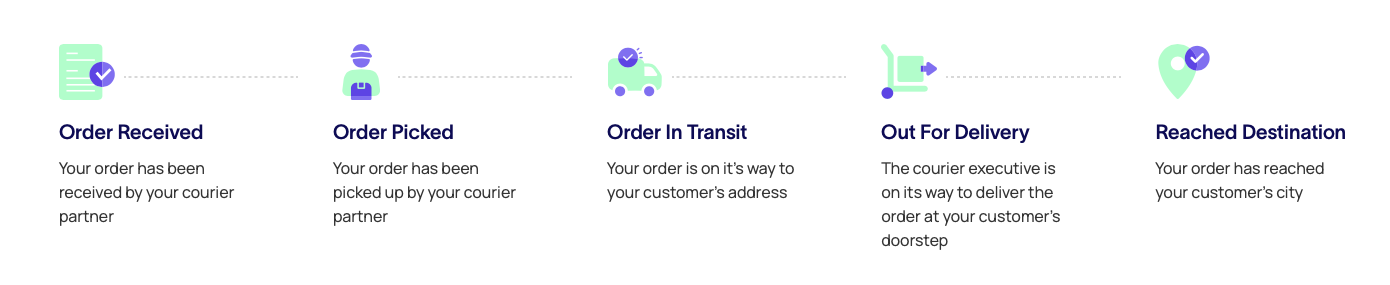 Order Received
Your order has been
received by your courier
partner
Order Picked
Your order has been
picked up by your courier
partner
Order In Transit
Your order is on it's way to
your customer's address
Out For Delivery
The courier executive is
on its way to deliver the
order at your customer's
doorstep
Reached Destination
Your order has reached
your customer's city